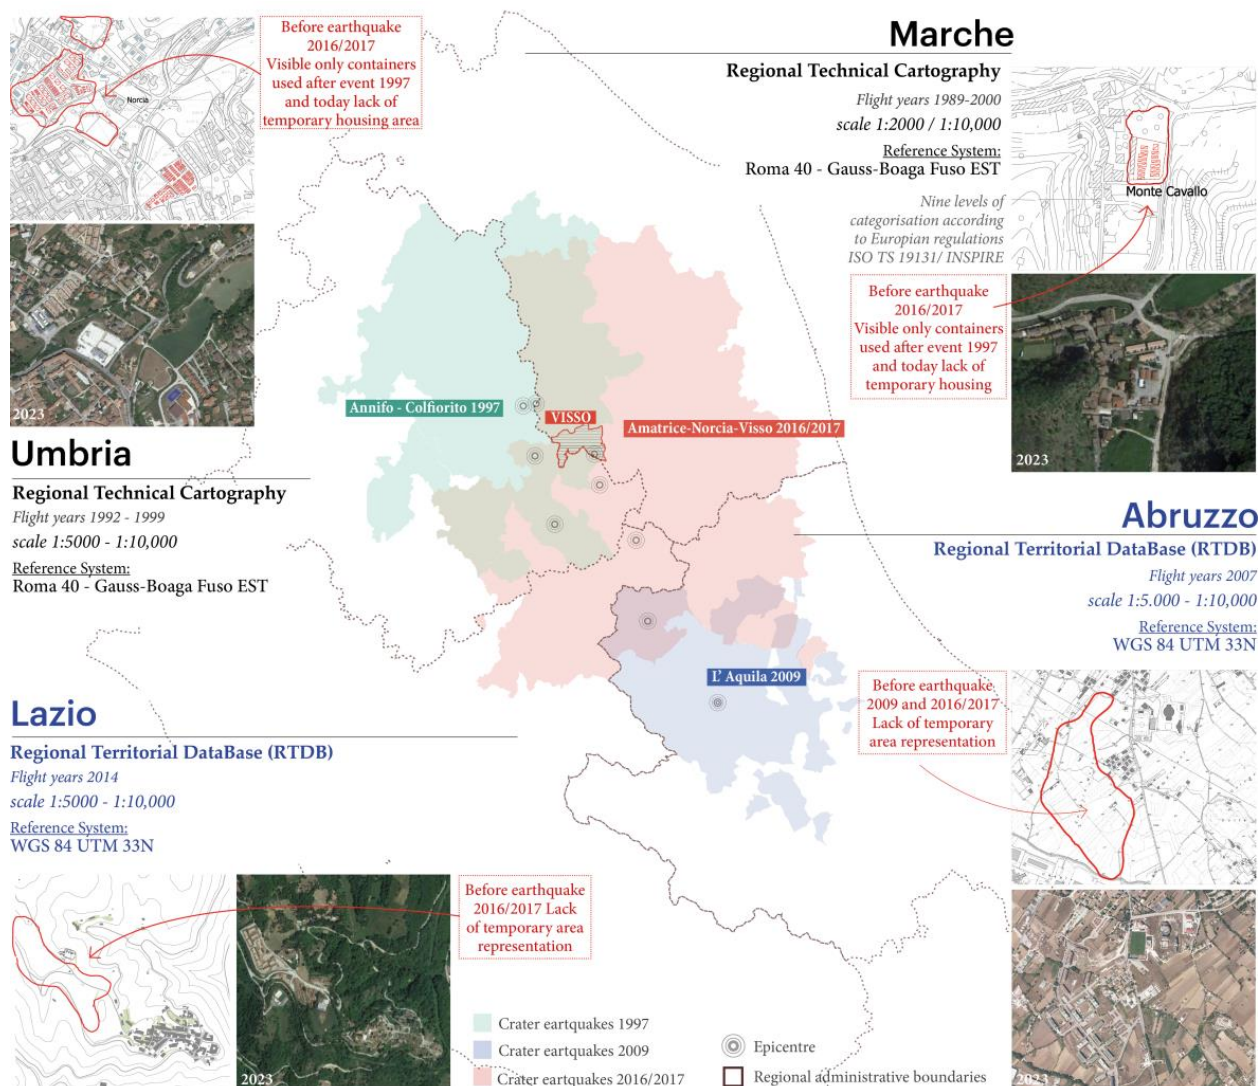 Before earthquake
2016/2017
Visible only containers
used after event 1997
and today lack of
temporary housing area
Norcia
2023
Umbria
Regional Technical Cartography
Flight years 1992 - 1999
scale 1:5000 - 1:10,000
Reference System:
Roma 40 - Gauss-Boaga Fuso EST
Marche
Regional Technical Cartography
Flight years 1989-2000
scale 1:2000 / 1:10,000
Reference System:
Roma 40 - Gauss-Boaga Fuso EST
Nine levels of
categorisation according
to Europian regulations
ISO TS 19131/ INSPIRE
Monte Cavallo
Before earthquake
2016/2017
Visible only containers
used after event 1997
and today lack of
temporary housing
2023
Annifo - Colfiorito 1997
VISSO
Amatrice-Norcia-Visso 2016/2017
L' Aquila 2009
Abruzzo
Regional Territorial DataBase (RTDB)
Flight years 2007
scale 1:5.000 - 1:10,000
Reference System:
WGS 84 UTM 33N
Before earthquake
2009 and 2016/2017
Lack of temporary
area representation
2023
Lazio
Regional Territorial DataBase (RTDB)
Flight years 2014
scale 1:5000 - 1:10,000
Reference System:
WGS 84 UTM 33N
Before earthquake
2016/2017 Lack
of temporary area
representation
2023
Crater eartquakes 1997
Crater eartquakes 2009
Crater eartquakes 2016/2017
Epicentre
Regional administrative boundaries